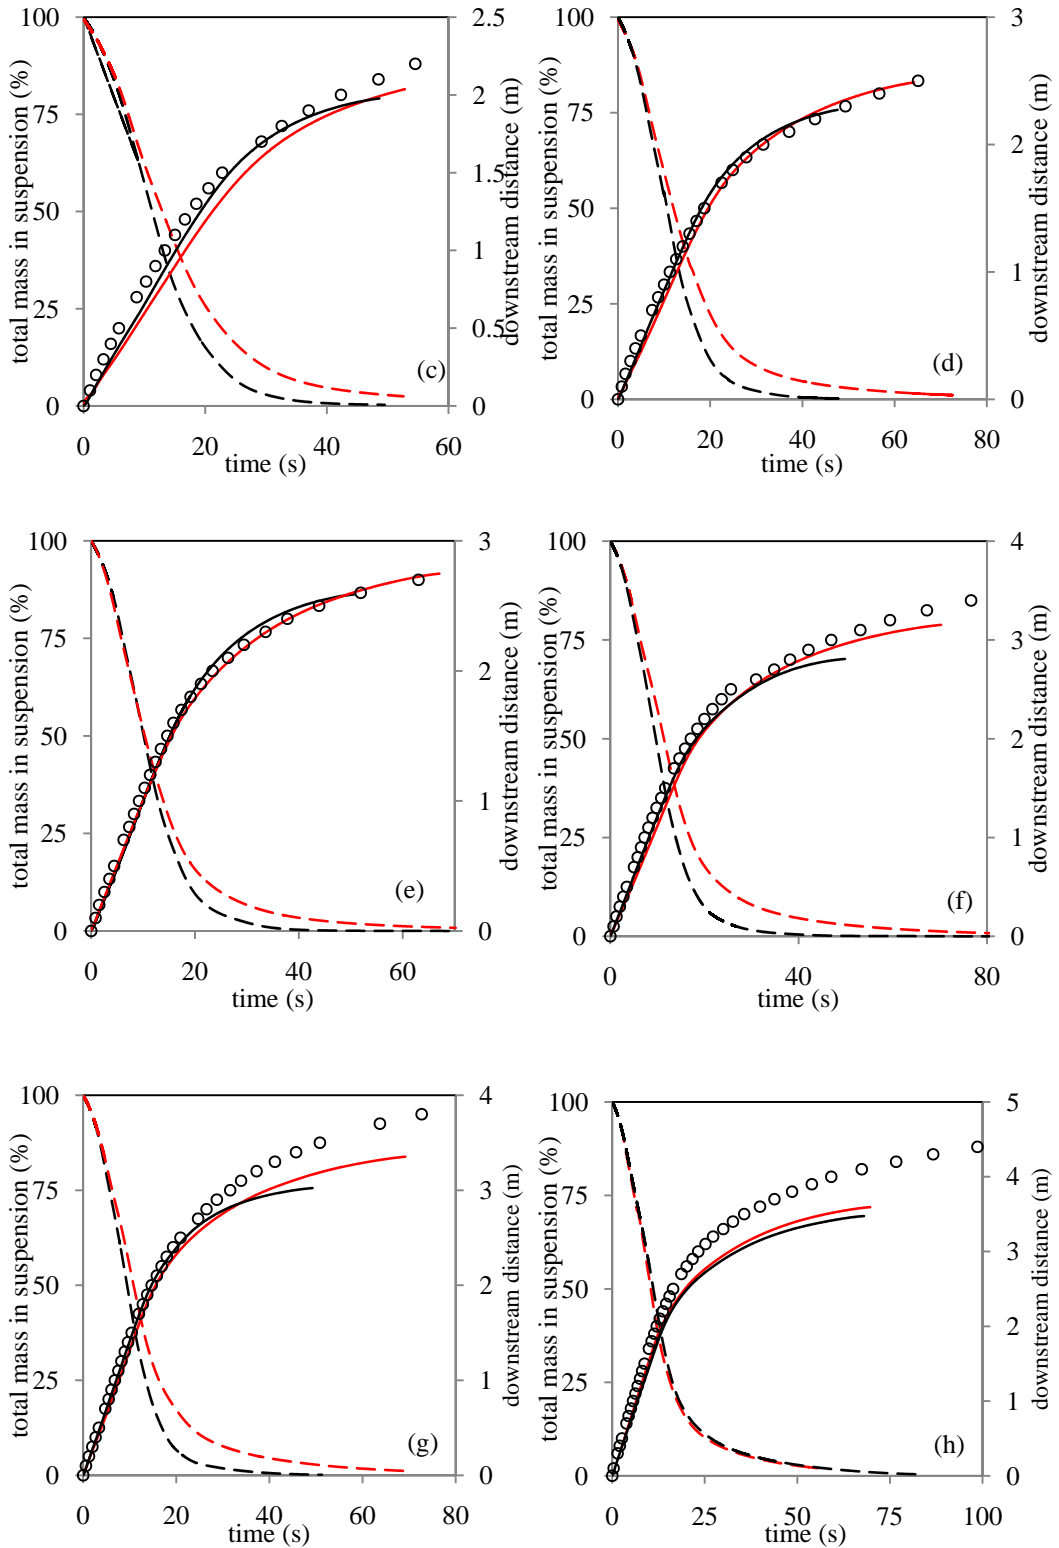 100
75
50
25
0
total mass in suspension (%)
2.5
2
1.5
1
0.5
0
downstream distance (m)
(c)
0 20 40 60
time (s)
100
75
50
25
0
total mass in suspension (%)
3
2
1
0
downstream distance (m)
(d)
0 20 40 60 80
time (s)
100
75
50
25
0
total mass in suspension (%)
3
2
1
0
downstream distance (m)
(e)
0 20 40 60
time (s)
100
75
50
25
0
total mass in suspension (%)
4
3
2
1
0
downstream distance (m)
(f)
0 40 80
time (s)
100
75
50
25
0
total mass in suspension (%)
4
3
2
1
0
downstream distance (m)
(g)
0 20 40 60 80
time (s)
100
75
50
25
0
total mass in suspension (%)
5
4
3
2
1
0
downstream distance (m)
(h)
0 25 50 75 100
time (s)